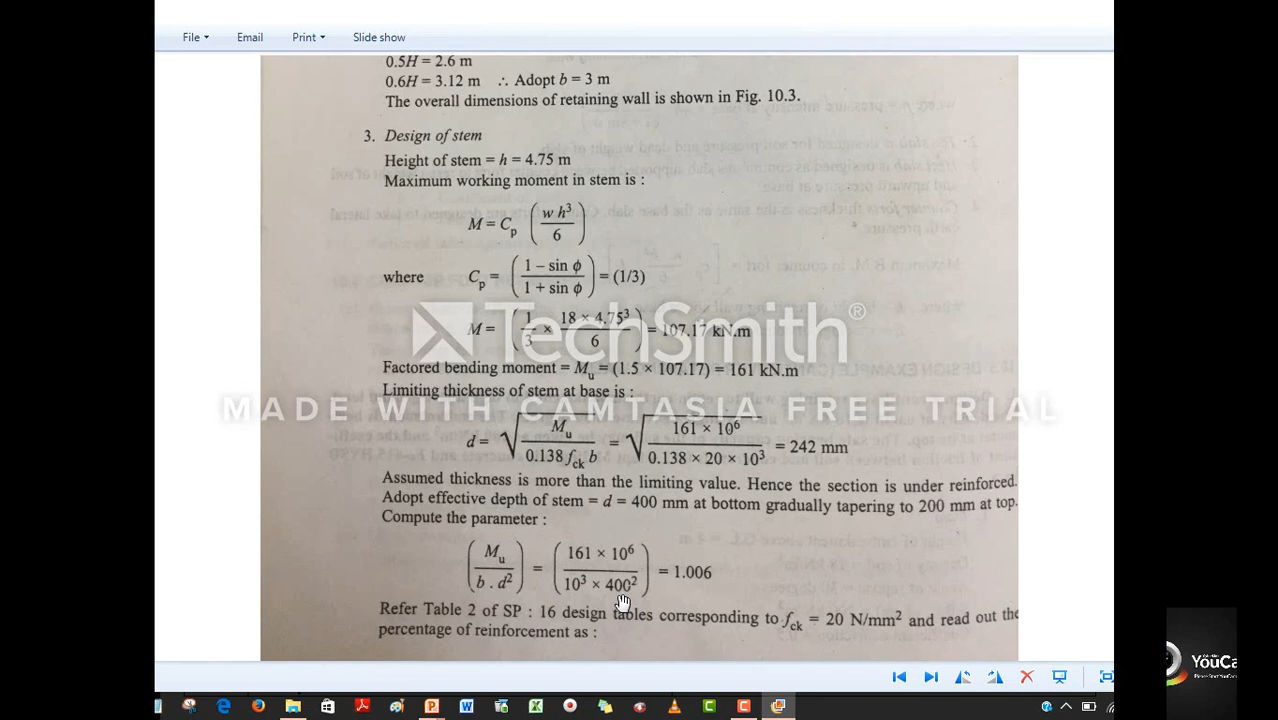 File Email Print Slide show
0.5H = 2.6 m
0.6H = 3.12 m ∴ Adopt b = 3 m
The overall dimensions of retaining wall is shown in Fig. 10.3.
3. Design of stem
Height of stem = h = 4.75 m
Maximum working moment in stem is :
M = Cp (w h³ / 6)
where Cp = (1 – sin ϕ / 1 + sin ϕ) = (1/3)
M = (1/3 × 18 × 4.75³ / 6) = 107.17 kN.m
TechSmith®
Factored bending moment = Mu = (1.5 × 107.17) = 161 kN.m
Limiting thickness of stem at base is :
MADE WITH CAMTASIA FREE TRIAL
d = √(Mu / 0.138 fck b) = √(161 × 10⁶ / 0.138 × 20 × 10³) = 242 mm
Assumed thickness is more than the limiting value. Hence the section is under reinforced.
Adopt effective depth of stem = d = 400 mm at bottom gradually tapering to 200 mm at top.
Compute the parameter :
(Mu / b . d²) = (161 × 10⁶ / 10³ × 400²) = 1.006
Refer Table 2 of SP : 16 design tables corresponding to fck = 20 N/mm² and read out the
percentage of reinforcement as :
YouCa